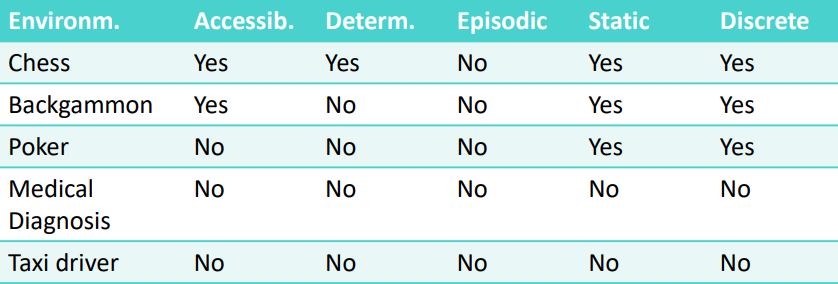 Environm. Accessib. Determ. Episodic Static Discrete
Chess Yes Yes No Yes Yes
Backgammon Yes No No Yes Yes
Poker No No No Yes Yes
Medical No No No No No
Diagnosis
Taxi driver No No No No No